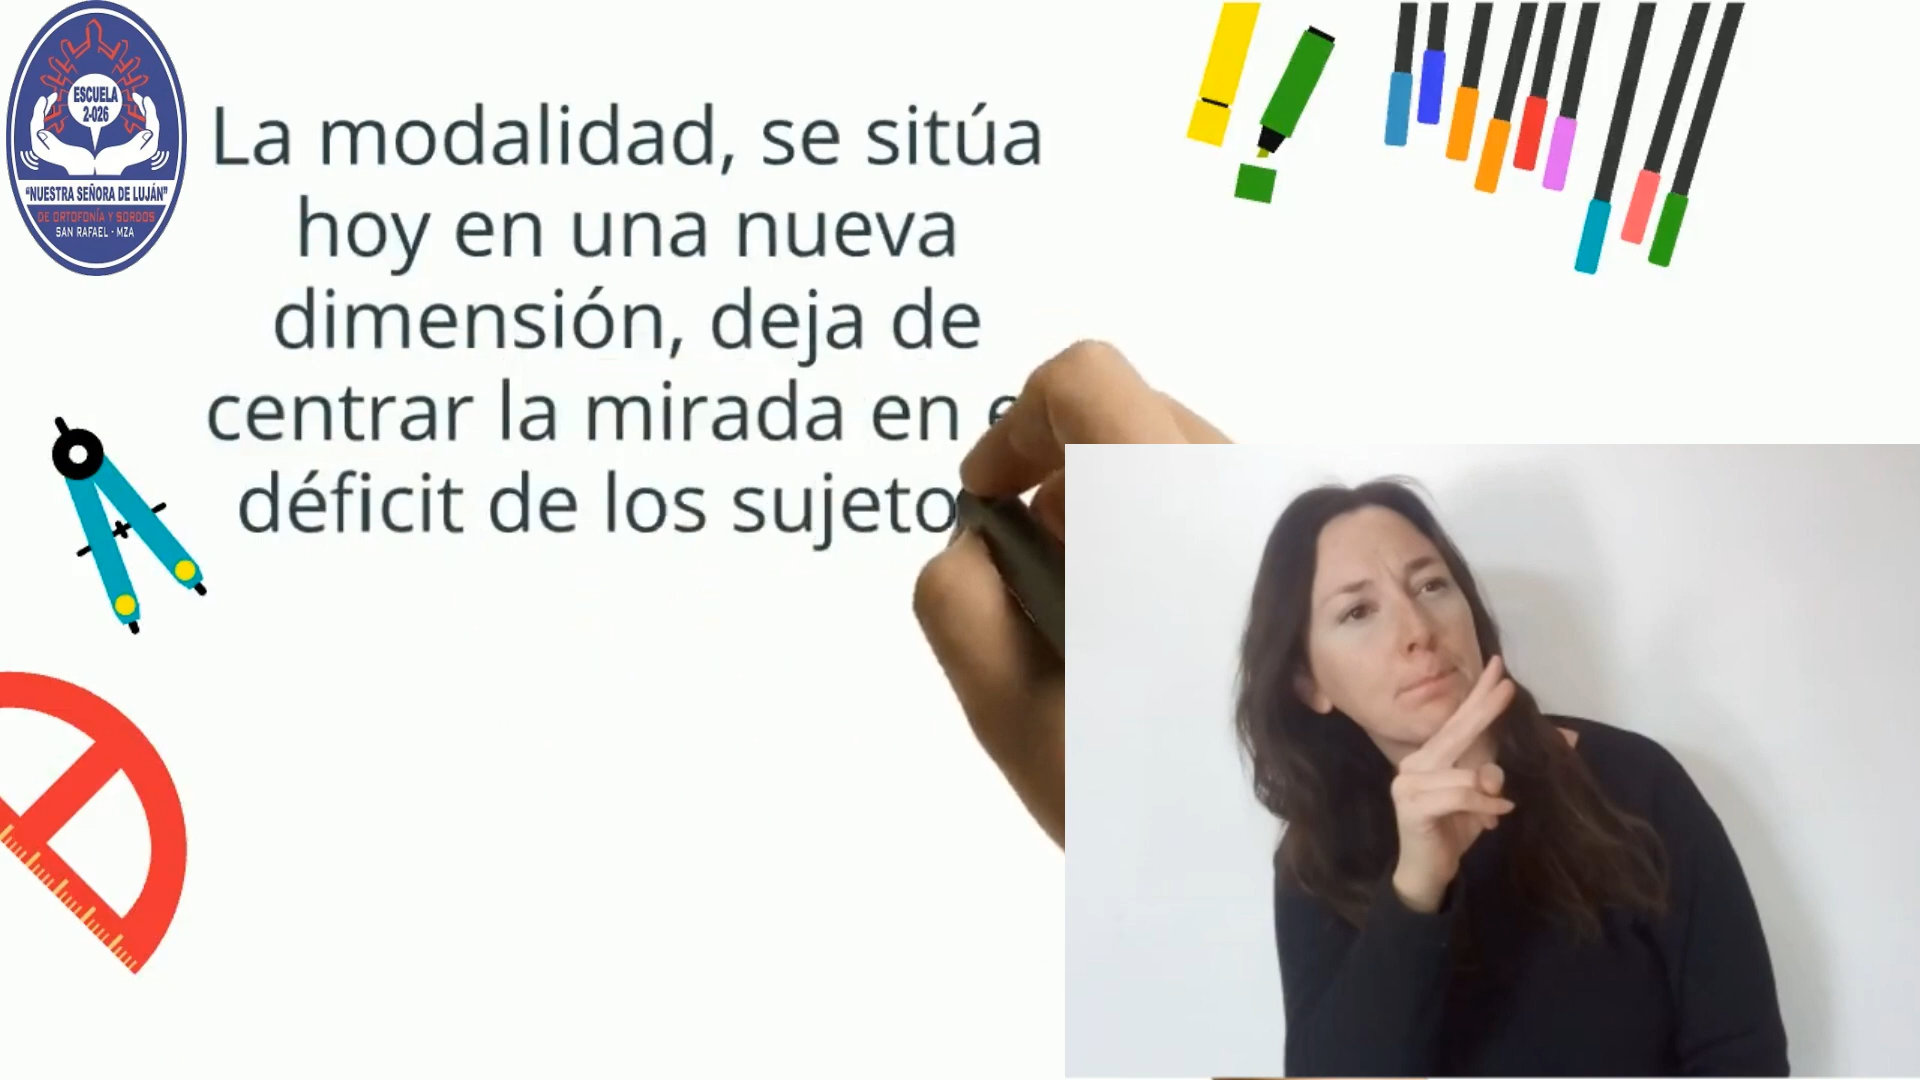 ESCUELA
2-026
"NUESTRA SEÑORA DE LUJÁN"
DE ORTOFONÍA Y SORDOS
SAN RAFAEL - MZA
La modalidad, se sitúa
hoy en una nueva
dimensión, deja de
centrar la mirada en e
déficit de los sujeto